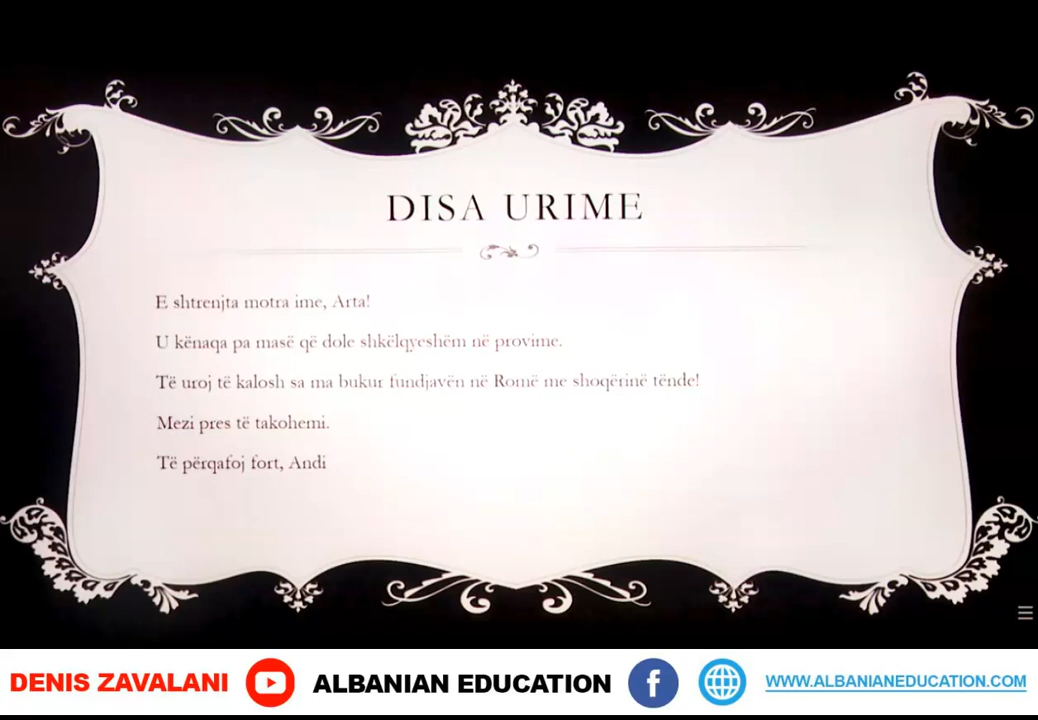 DISA URIME
E shtrenjta motra ime, Arta!
U kënaqa pa masë që dole shkëlqyeshëm në provime.
Të uroj të kalosh sa ma bukur fundjavën në Romë me shoqërinë tënde!
Mezi pres të takohemi.
Të përqafoj fort, Andi
DENIS ZAVALANI ALBANIAN EDUCATION f WWW.ALBANIANEDUCATION.COM